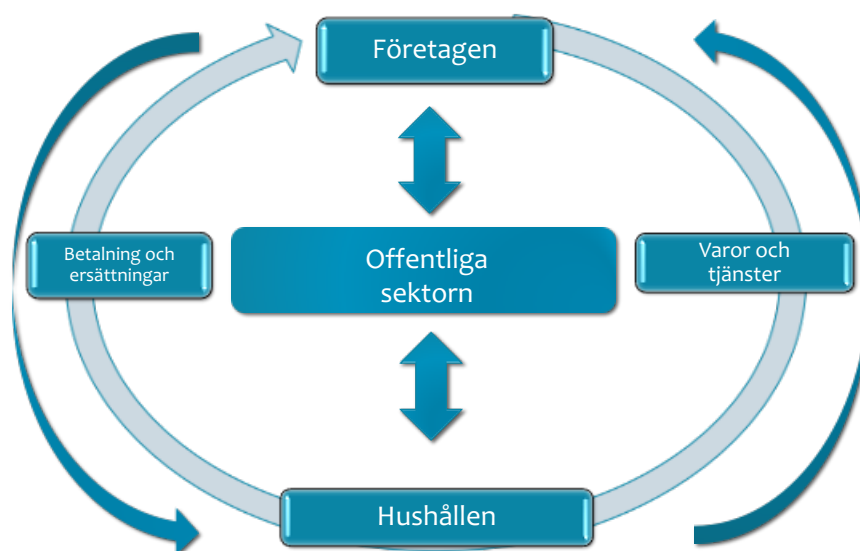 Företagen
Betalning och
ersättningar
Offentliga
sektorn
Varor och
tjänster
Hushållen